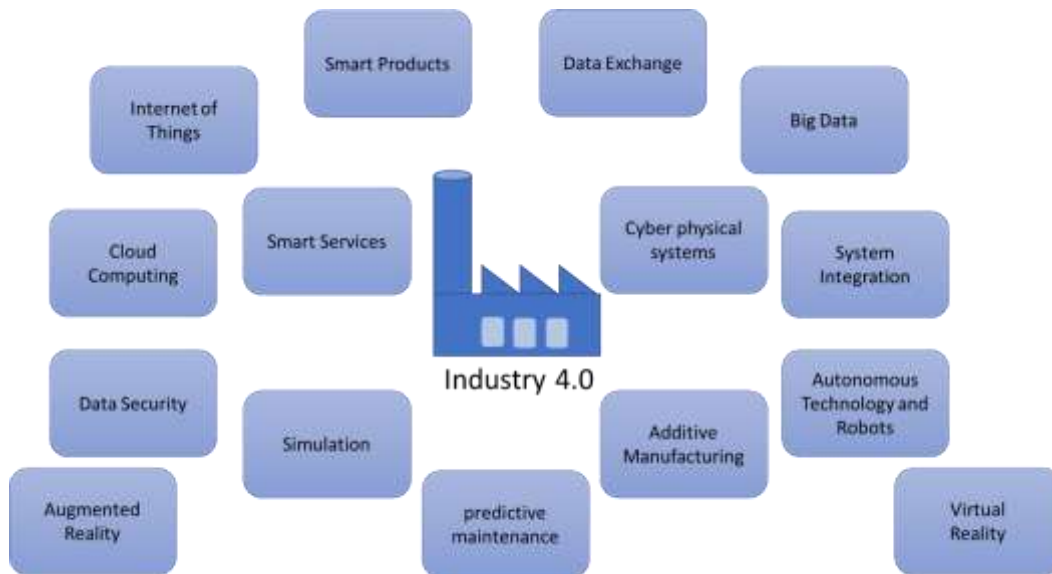 Smart Products
Data Exchange
Internet of
Things
Big Data
Smart Services
Cyber physical
systems
Cloud
Computing
System
Integration
Industry 4.0
Data Security
Autonomous
Technology and
Robots
Simulation
Additive
Manufacturing
Augmented
Reality
predictive
maintenance
Virtual
Reality